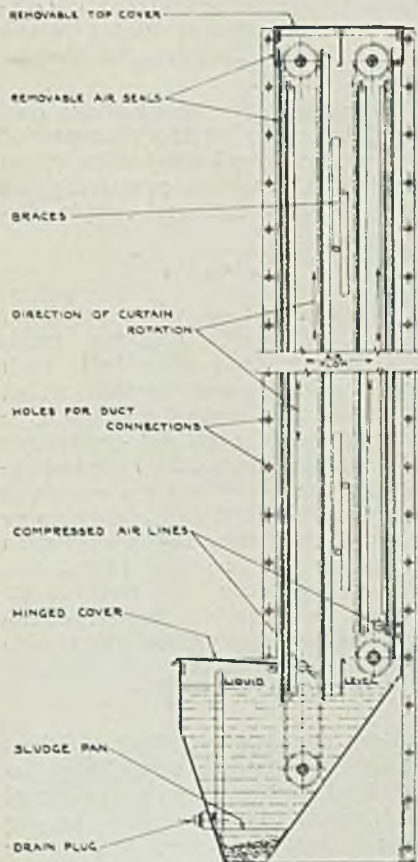 REMOVABLE TOP COVER
REMOVABLE AIR SEALS
BRACES
DIRECTION OF CURTAIN
ROTATION
AIR
FLOW
HOLES FOR DUCT
CONNECTIONS
COMPRESSED AIR LINES
HINGED COVER
LIQUID LEVEL
SLUDGE PAN
DRAIN PLUG